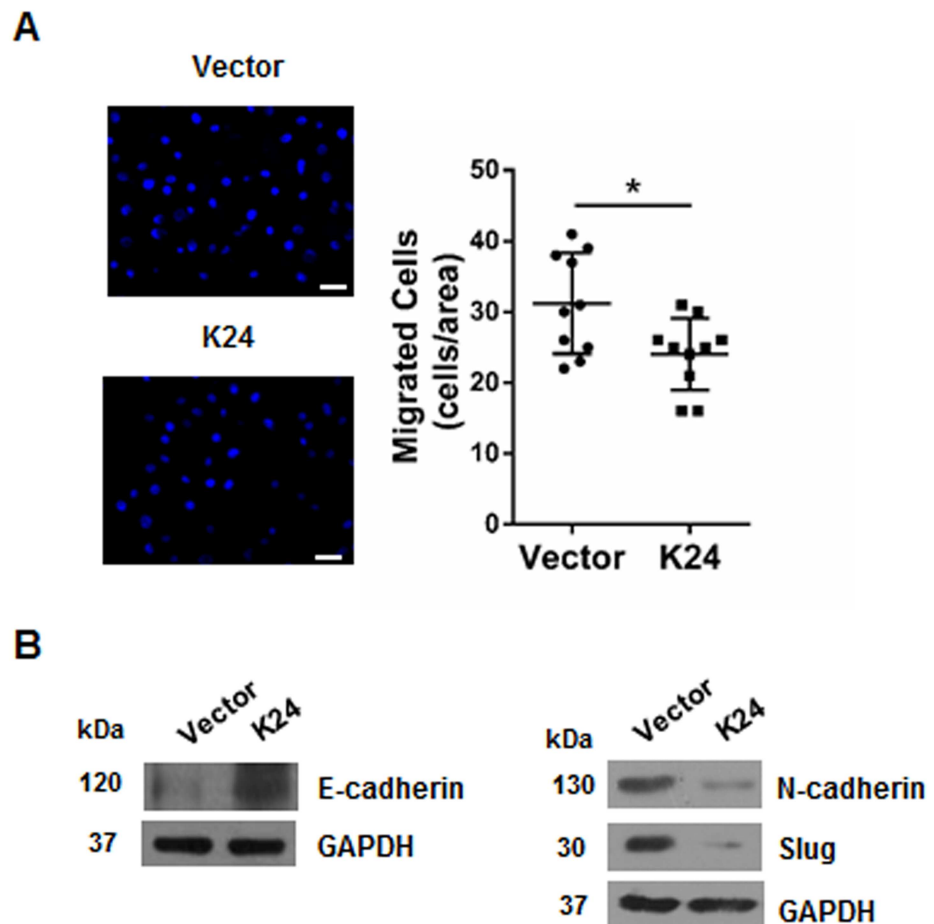 A
Vector
K24
50
40
30
20
10
0
Migrated Cells
(cells/area)
*
Vector
K24
B
kDa
Vector
K24
120
E-cadherin
37
GAPDH
kDa
Vector
K24
130
N-cadherin
30
Slug
37
GAPDH